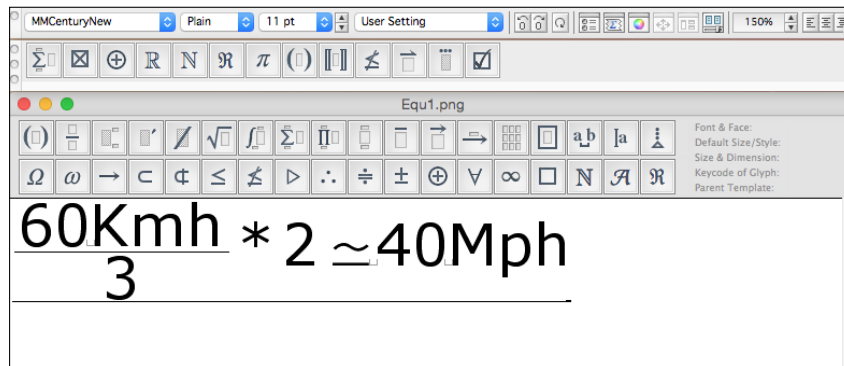 MMCenturyNew Plain 11 pt User Setting 150%
Σ ⊠ ⊕ ℝ ℕ ℜ π (▯) ⟦▯⟧ ≰
Equ1.png
Font & Face:
Default Size/Style:
Size & Dimension:
Keycode of Glyph:
Parent Template:
(▯) √ ∫ Σ Π → a͟b Ia
Ω ω → ⊂ ⊄ ≤ ≰ ▷ ∴ ≑ ± ⊕ ∀ ∞ □ ℕ 𝒜 ℜ
60Kmh
3
* 2 ≃ 40Mph